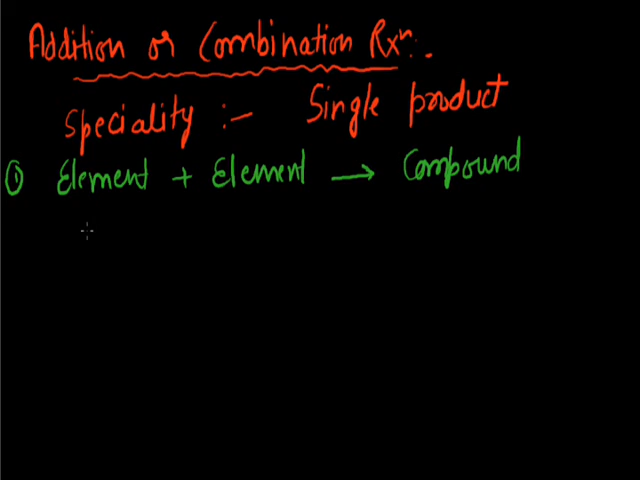 Addition or Combination Rxⁿ:.
Speciality :- Single product
① Element + Element → Compound